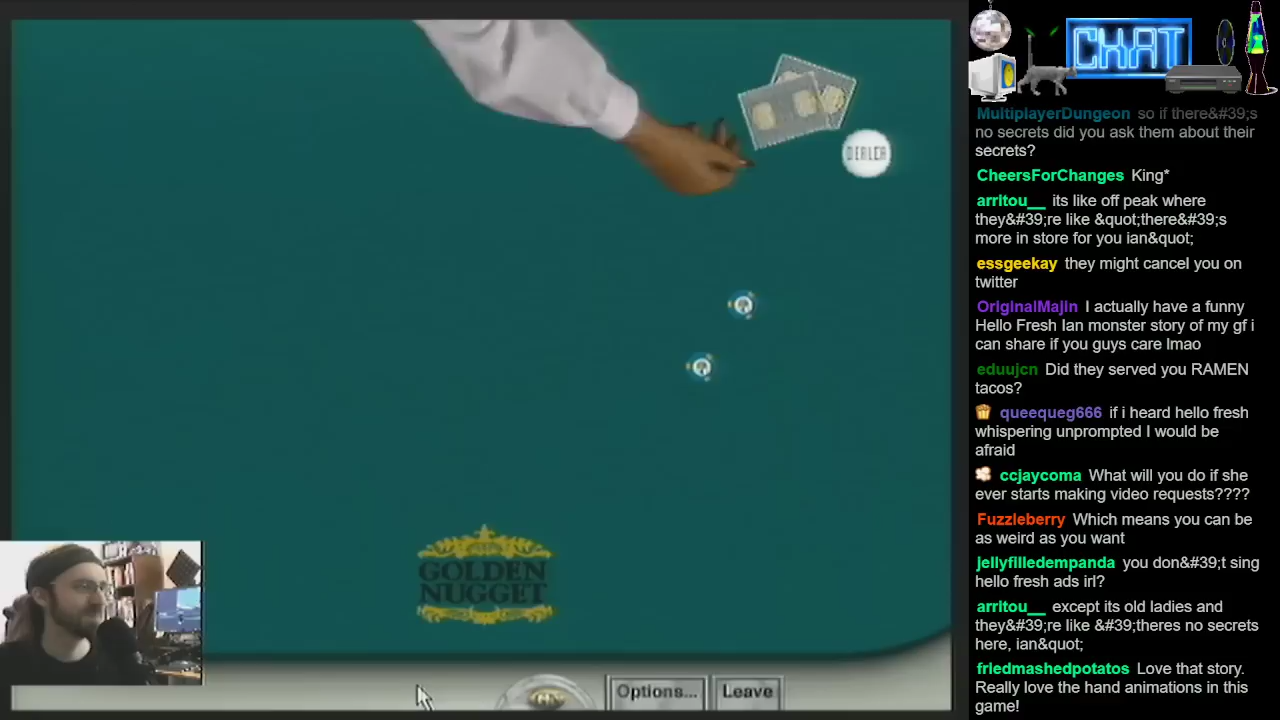 CHAT
MultiplayerDungeon so if there&#39;s
no secrets did you ask them about their
secrets?
CheersForChanges King*
arritou__ its like off peak where
they&#39;re like &quot;there&#39;s
more in store for you ian&quot;
essgeekay they might cancel you on
twitter
OriginalMajin I actually have a funny
Hello Fresh Ian monster story of my gf i
can share if you guys care lmao
eduujcn Did they served you RAMEN
tacos?
queequeg666 if i heard hello fresh
whispering unprompted I would be
afraid
ccjaycoma What will you do if she
ever starts making video requests????
Fuzzleberry Which means you can be
as weird as you want
jellyfilledempanda you don&#39;t sing
hello fresh ads irl?
arritou__ except its old ladies and
they&#39;re like &#39;theres no secrets
here, ian&quot;
friedmashedpotatos Love that story.
Really love the hand animations in this
game!
DEALER
GOLDEN
NUGGET
GN
Options...
Leave